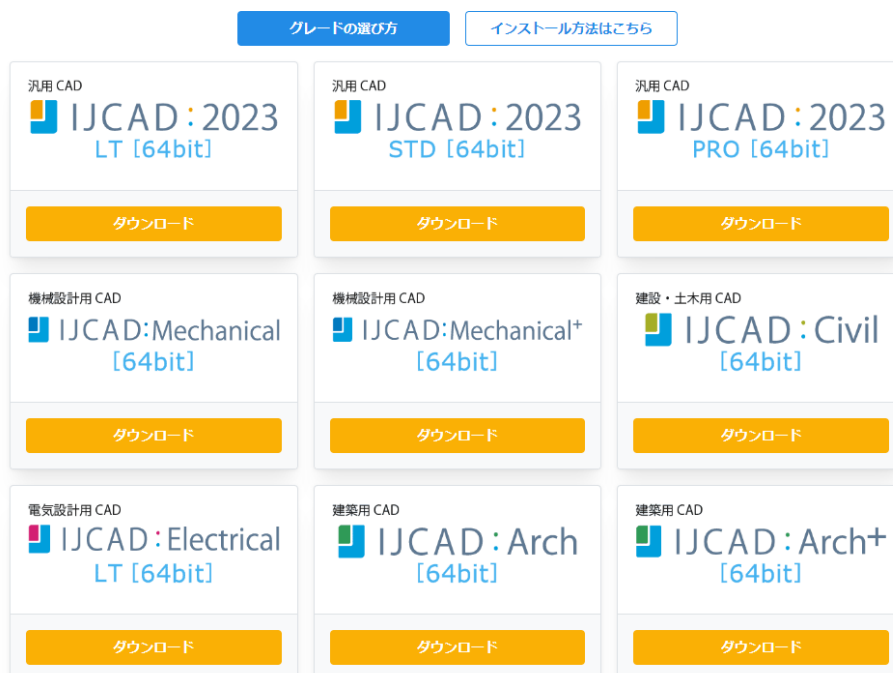 グレードの選び方 インストール方法はこちら
汎用 CAD
IJCAD:2023
LT [64bit]
ダウンロード
汎用 CAD
IJCAD:2023
STD [64bit]
ダウンロード
汎用 CAD
IJCAD:2023
PRO [64bit]
ダウンロード
機械設計用 CAD
IJCAD:Mechanical
[64bit]
ダウンロード
機械設計用 CAD
IJCAD:Mechanical⁺
[64bit]
ダウンロード
建設・土木用 CAD
IJCAD:Civil
[64bit]
ダウンロード
電気設計用 CAD
IJCAD:Electrical
LT [64bit]
ダウンロード
建築用 CAD
IJCAD:Arch
[64bit]
ダウンロード
建築用 CAD
IJCAD:Arch+
[64bit]
ダウンロード